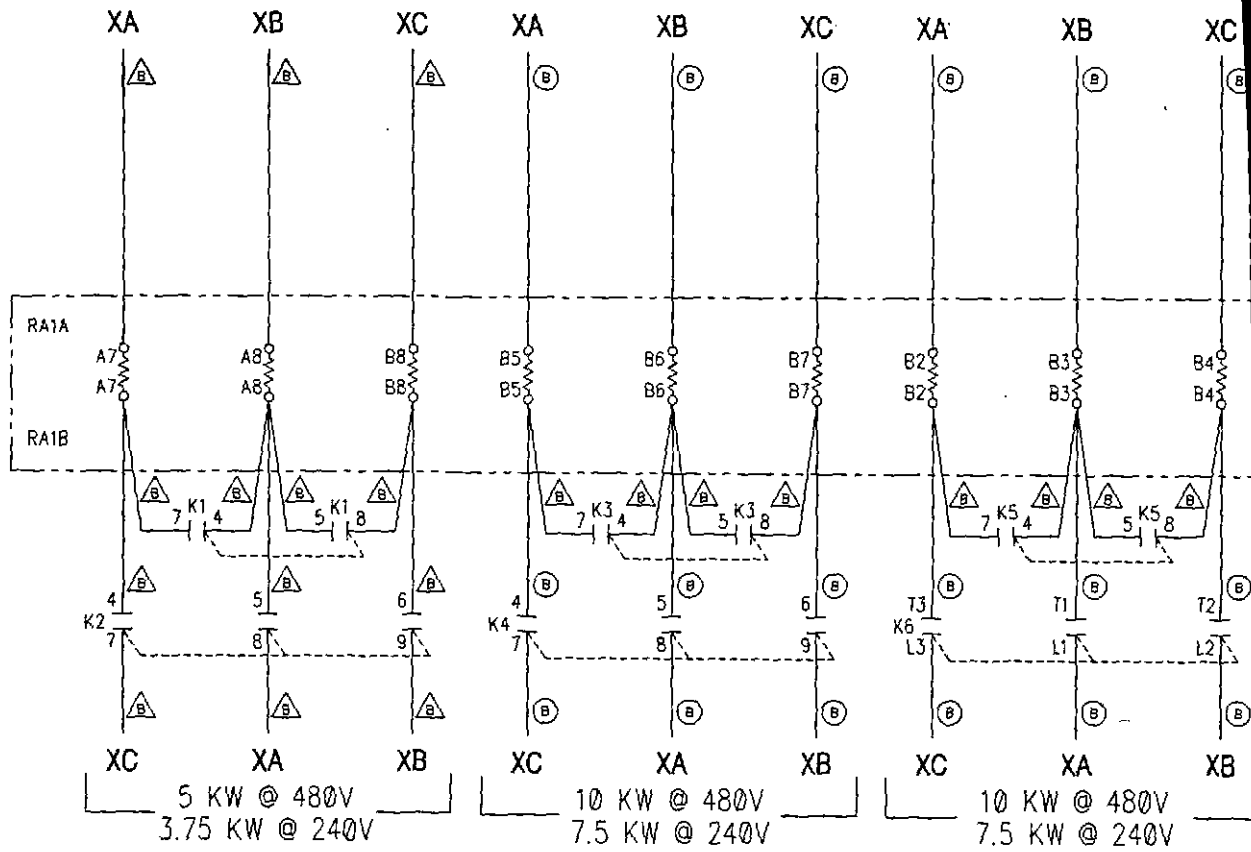 XA XB XC XA XB XC XA XB XC
B B B B B B B B B
RA1A
A7 A8 B8 B5 B6 B7 B2 B3 B4
A7 A8 B8 B5 B6 B7 B2 B3 B4
RA1B
B B B B B B B B B B B B
K1 K1 K3 K3 K5 K5
7 4 5 8 7 4 5 8 7 4 5 8
B B B B B B B B B
4 5 6 4 5 6 T3 T1 T2
K2 K4 K6
7 8 9 7 8 9 L3 L1 L2
B B B B B B B B B
XC XA XB XC XA XB XC XA XB
5 KW @ 480V 10 KW @ 480V 10 KW @ 480V
3.75 KW @ 240V 7.5 KW @ 240V 7.5 KW @ 240V